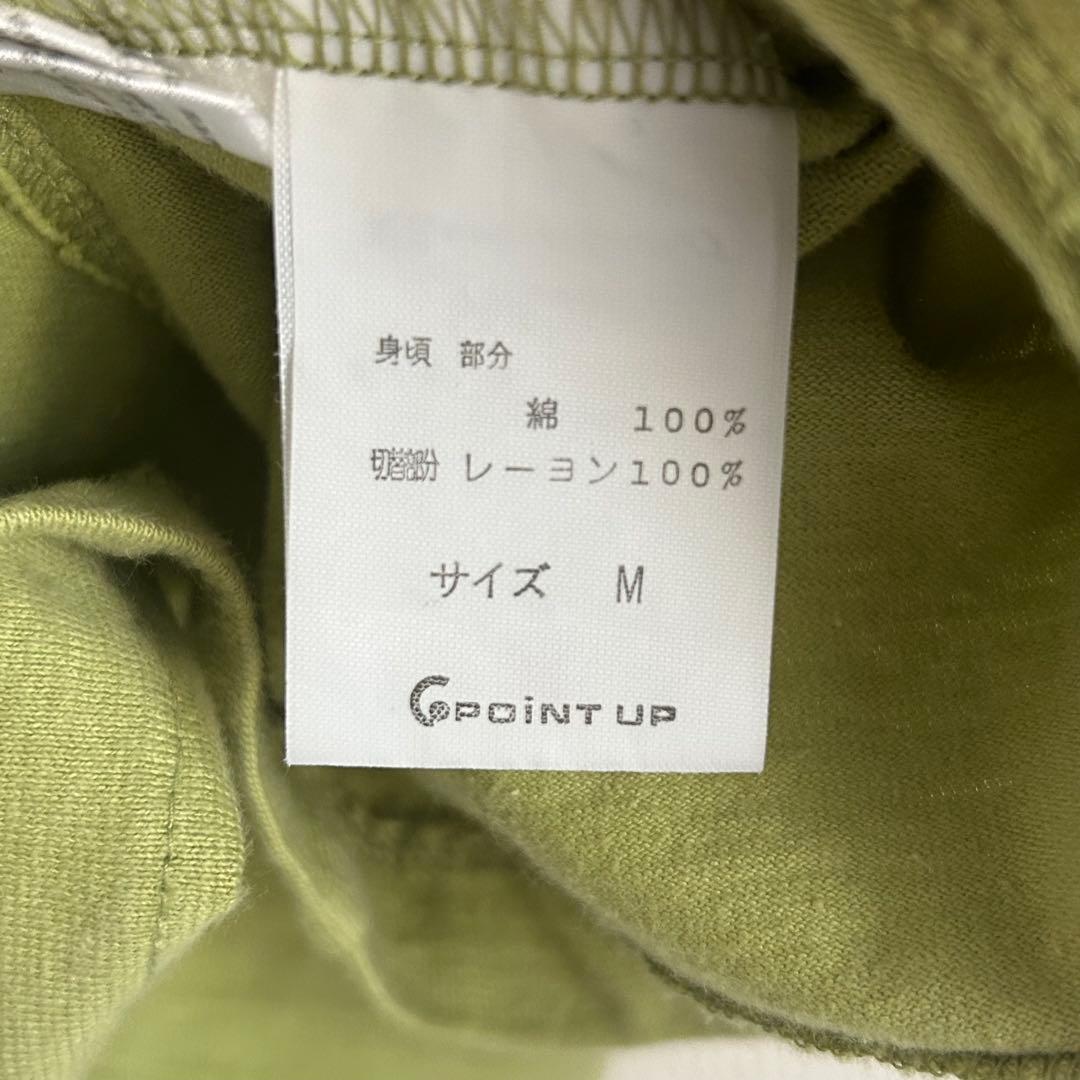 身頃 部分
綿 100%
切替部分 レーヨン100%
サイズ M
POINT UP